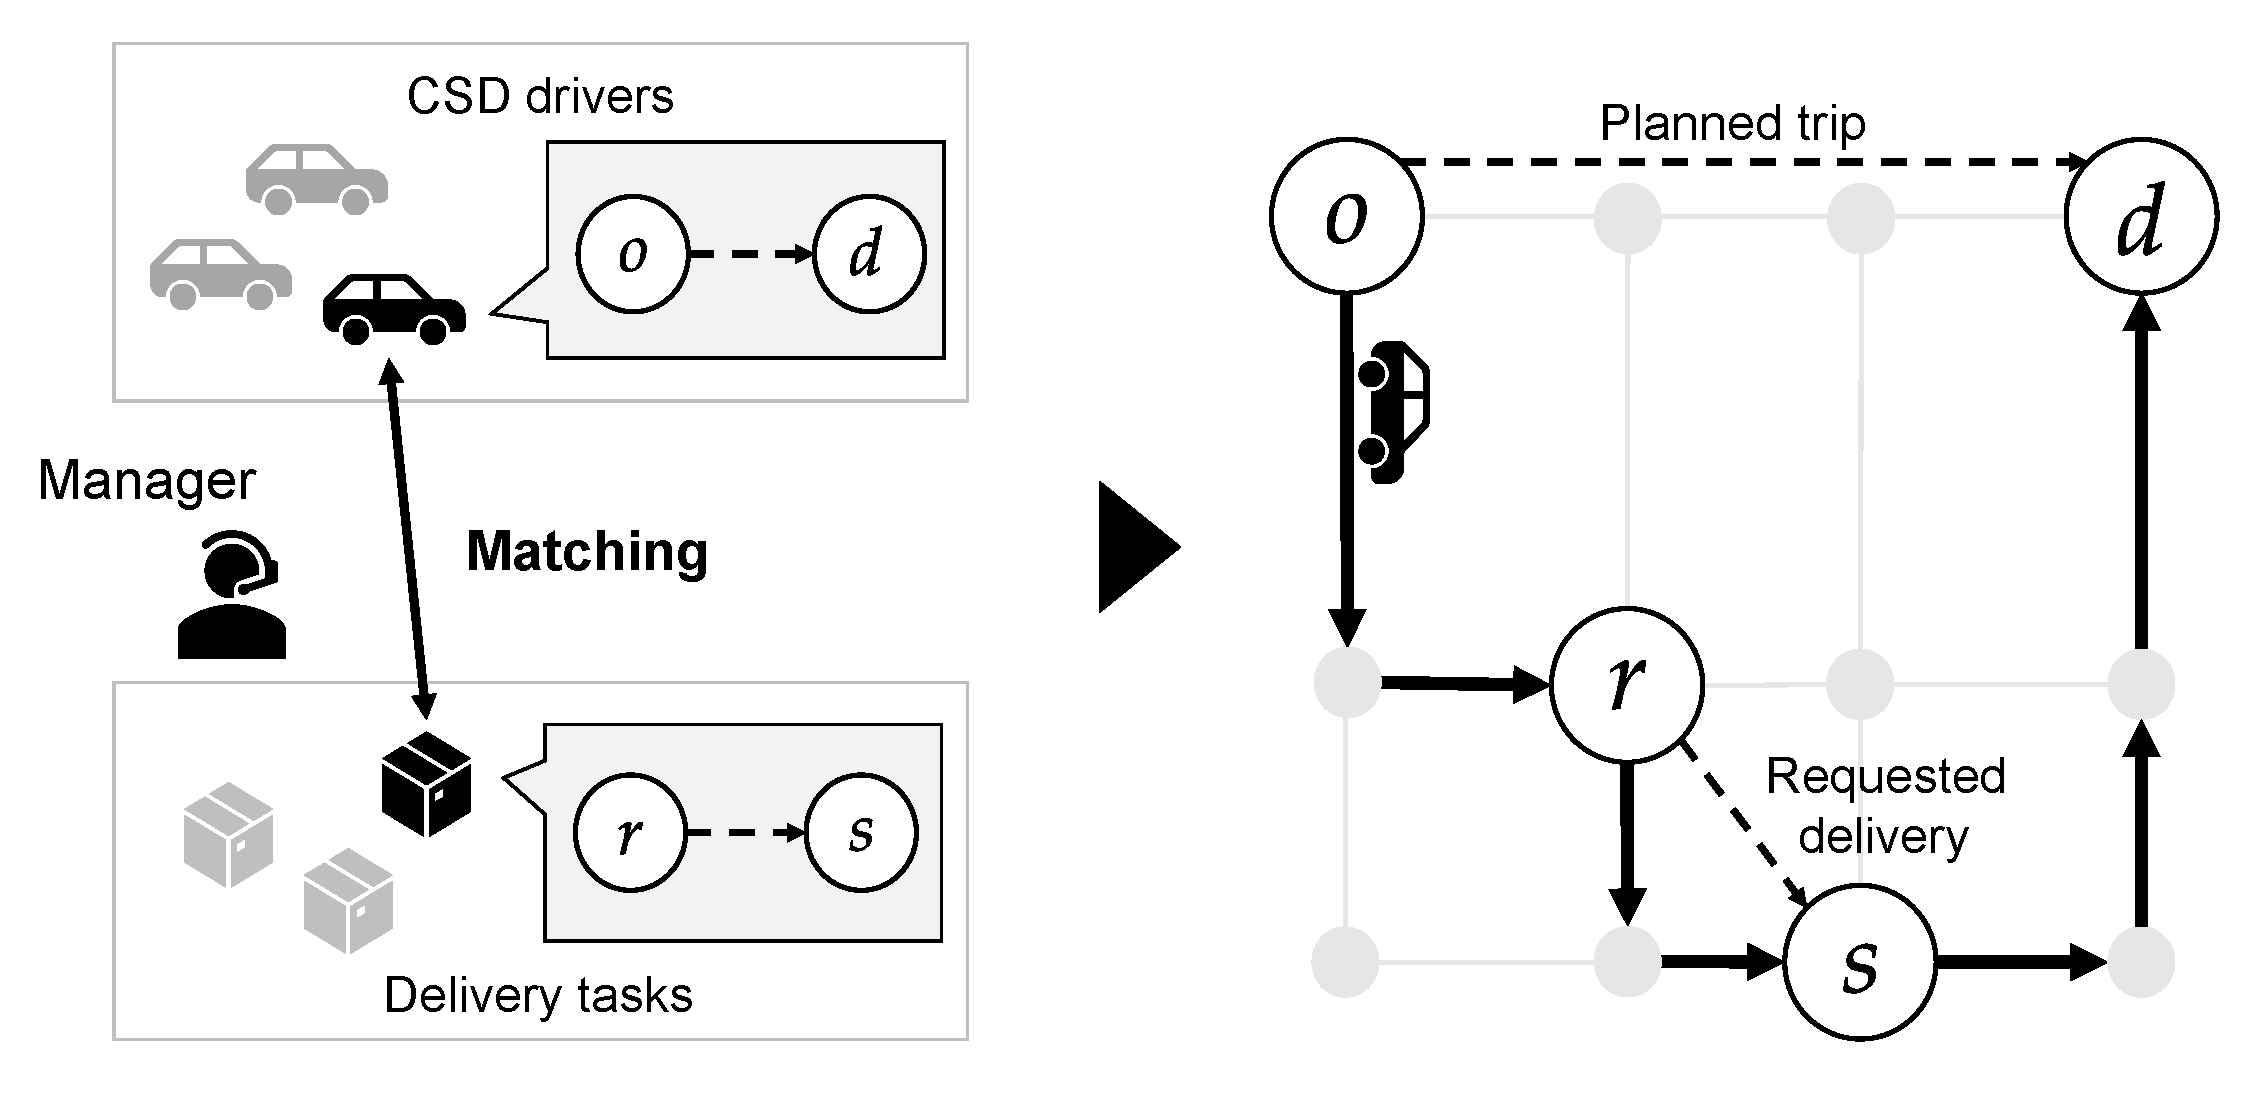 CSD drivers
o
d
Manager
Matching
r
s
Delivery tasks
Planned trip
o
d
r
Requested
delivery
s